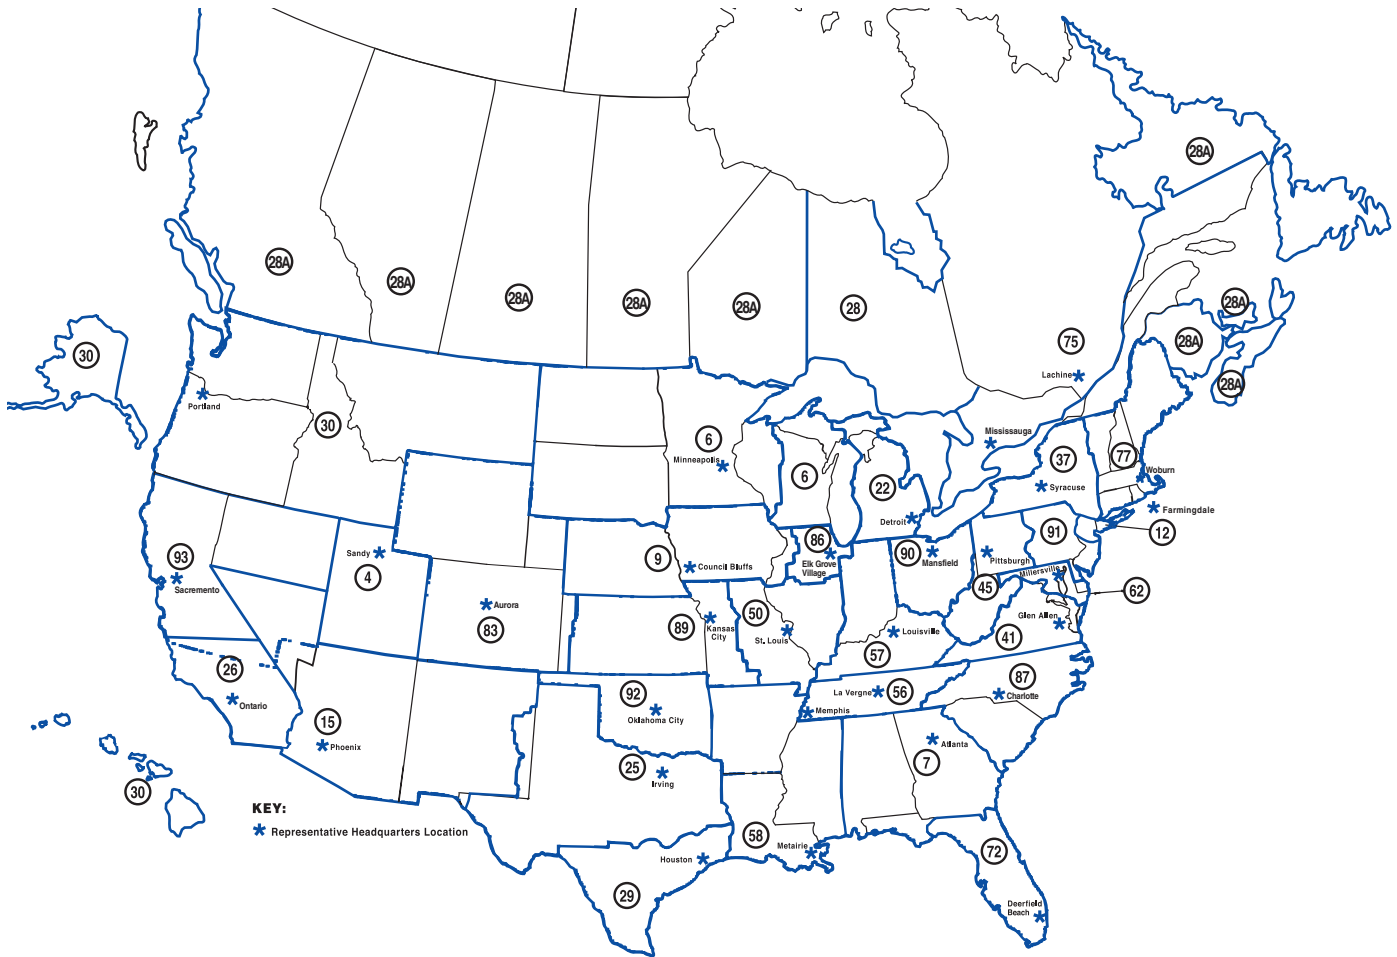 28A
28A
28A
28A
28A
28A
28
28A
28A
28A
75
Lachine
30
Portland
30
6
Minneapolis
6
Mississauga
22
Detroit
37
Syracuse
77
Woburn
Farmingdale
12
91
93
Sacramento
Sandy
4
9
Council Bluffs
86
Elk Grove
Village
90
Mansfield
Pittsburgh
Millersville
45
62
Aurora
83
89
Kansas
City
50
St. Louis
Louisville
57
Glen Allen
41
26
Ontario
15
Phoenix
92
Oklahoma City
La Vergne
56
Memphis
87
Charlotte
Atlanta
7
25
Irving
30
KEY:
Representative Headquarters Location
58
Metairie
Houston
29
72
Deerfield
Beach